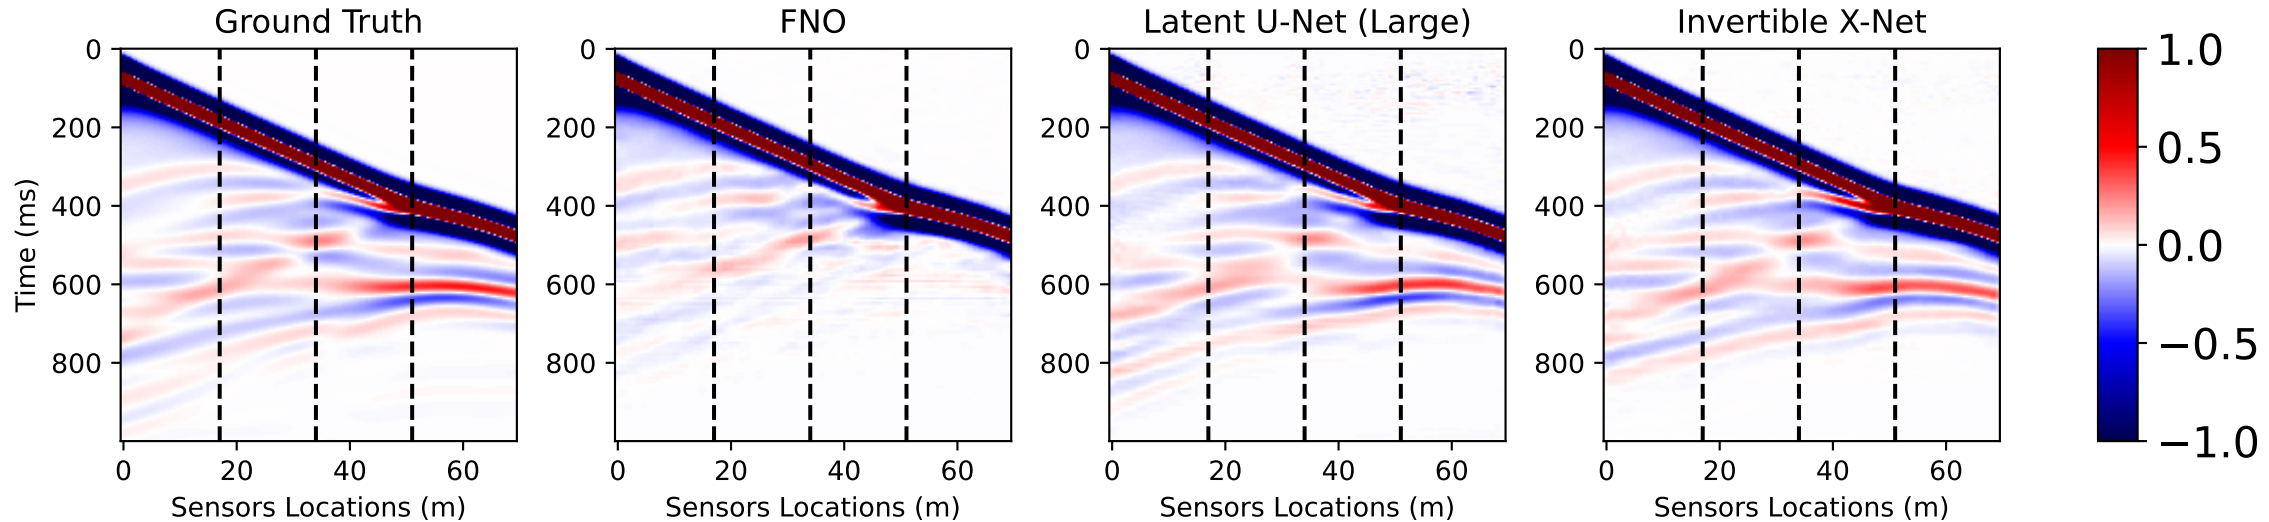 Ground Truth
FNO
Latent U-Net (Large)
Invertible X-Net
0
200
400
600
800
Time (ms)
0 20 40 60
Sensors Locations (m)
0
200
400
600
800
0 20 40 60
Sensors Locations (m)
0
200
400
600
800
0 20 40 60
Sensors Locations (m)
0
200
400
600
800
0 20 40 60
Sensors Locations (m)
1.0
0.5
0.0
−0.5
−1.0